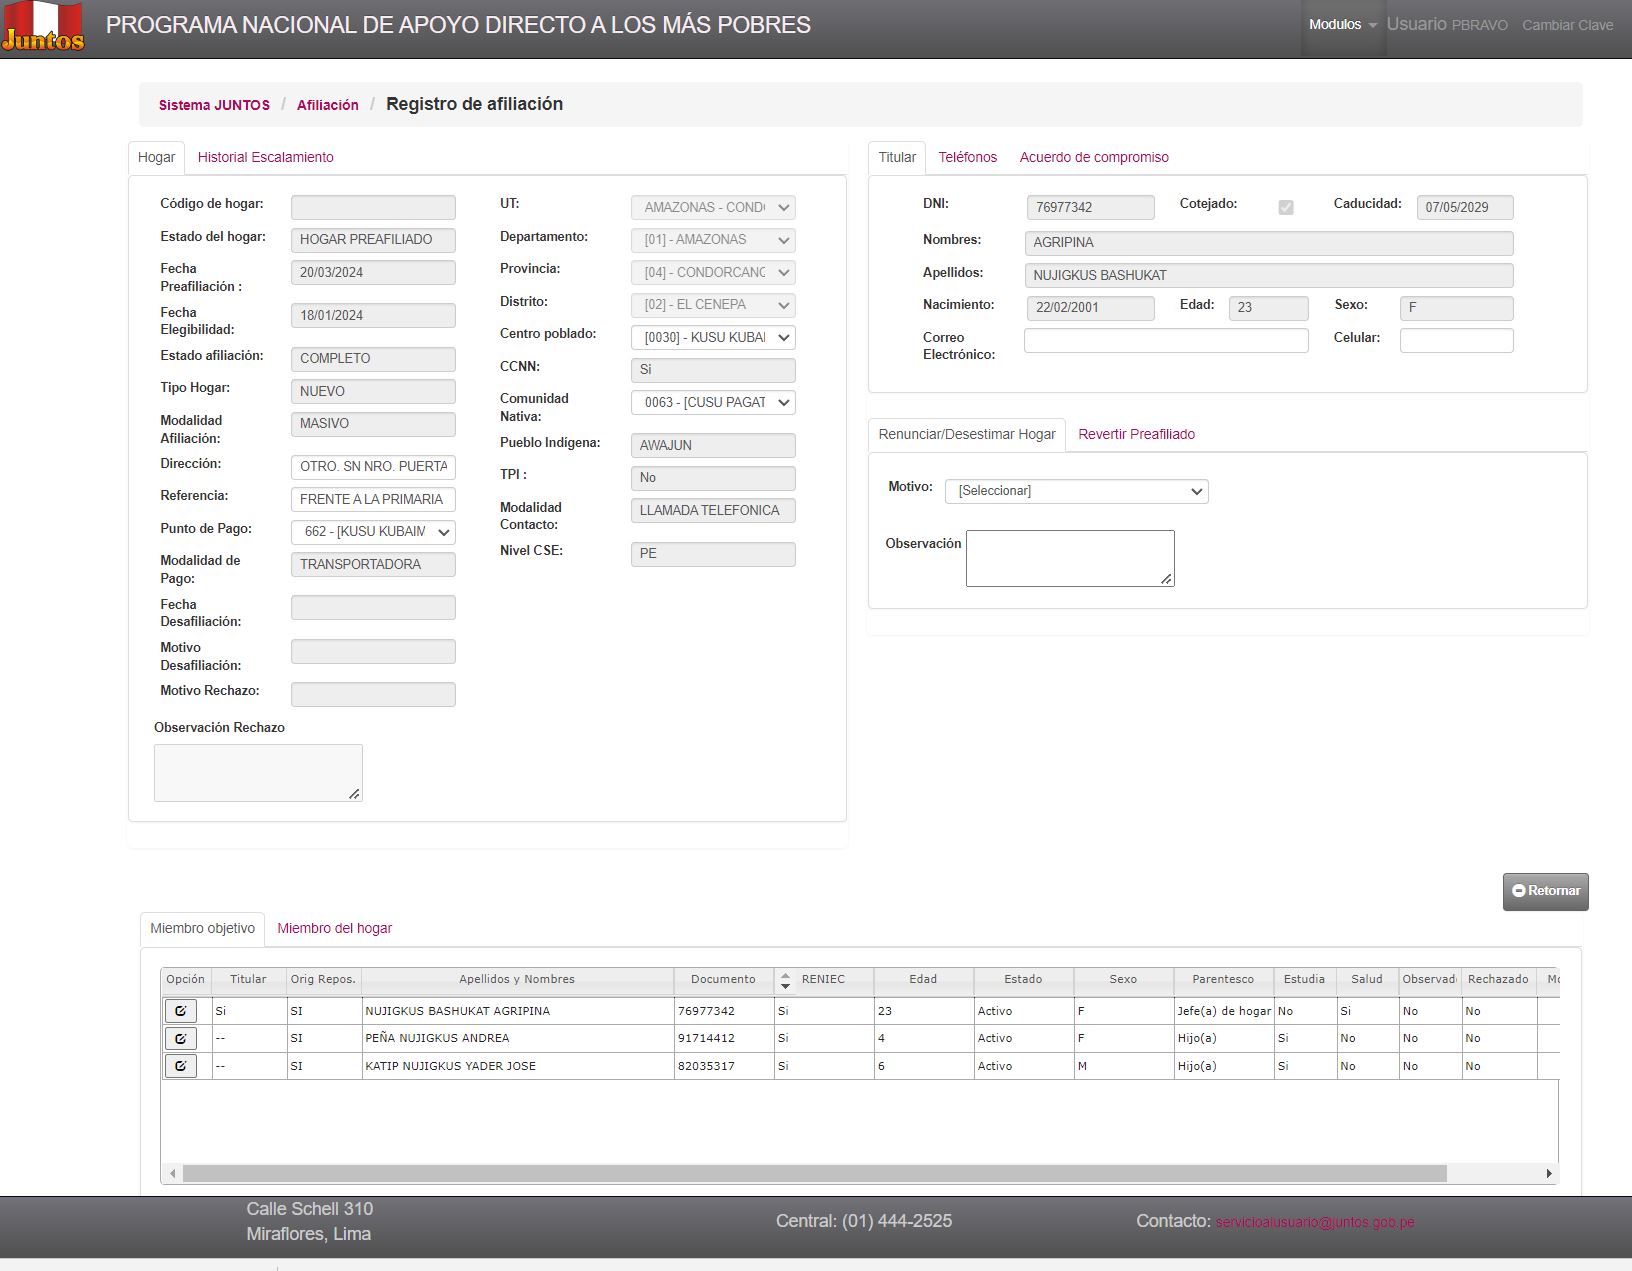 Juntos
PROGRAMA NACIONAL DE APOYO DIRECTO A LOS MÁS POBRES
Modulos Usuario PBRAVO Cambiar Clave
Sistema JUNTOS / Afiliación / Registro de afiliación
Hogar Historial Escalamiento
Código de hogar:
Estado del hogar: HOGAR PREAFILIADO
Fecha Preafiliación : 20/03/2024
Fecha Elegibilidad: 18/01/2024
Estado afiliación: COMPLETO
Tipo Hogar: NUEVO
Modalidad Afiliación: MASIVO
Dirección: OTRO. SN NRO. PUERTA
Referencia: FRENTE A LA PRIMARIA
Punto de Pago: 662 - [KUSU KUBAIM
Modalidad de Pago: TRANSPORTADORA
Fecha Desafiliación:
Motivo Desafiliación:
Motivo Rechazo:
Observación Rechazo
UT: AMAZONAS - COND
Departamento: [01] - AMAZONAS
Provincia: [04] - CONDORCANC
Distrito: [02] - EL CENEPA
Centro poblado: [0030] - KUSU KUBAI
CCNN: Si
Comunidad Nativa: 0063 - [CUSU PAGAT
Pueblo Indígena: AWAJUN
TPI : No
Modalidad Contacto: LLAMADA TELEFONICA
Nivel CSE: PE
Titular Teléfonos Acuerdo de compromiso
DNI: 76977342 Cotejado: Caducidad: 07/05/2029
Nombres: AGRIPINA
Apellidos: NUJIGKUS BASHUKAT
Nacimiento: 22/02/2001 Edad: 23 Sexo: F
Correo Electrónico: Celular:
Renunciar/Desestimar Hogar Revertir Preafiliado
Motivo: [Seleccionar]
Observación
Retornar
Miembro objetivo Miembro del hogar
Opción Titular Orig Repos. Apellidos y Nombres Documento RENIEC Edad Estado Sexo Parentesco Estudia Salud Observad Rechazado Mo
Si SI NUJIGKUS BASHUKAT AGRIPINA 76977342 Si 23 Activo F Jefe(a) de hogar No Si No No
-- SI PEÑA NUJIGKUS ANDREA 91714412 Si 4 Activo F Hijo(a) Si No No No
-- SI KATIP NUJIGKUS YADER JOSE 82035317 Si 6 Activo M Hijo(a) Si No No No
Calle Schell 310
Miraflores, Lima
Central: (01) 444-2525
Contacto: servicioalusuario@juntos.gob.pe